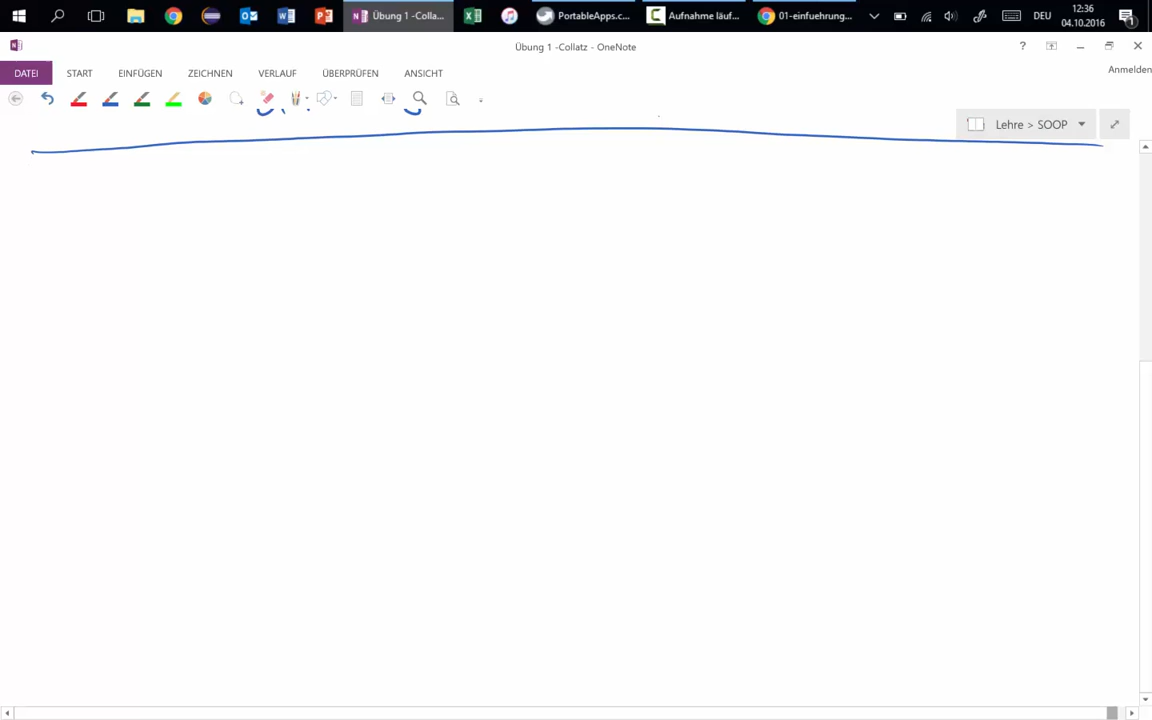 Übung 1 -Colla...
PortableApps.c...
Aufnahme läuf...
01-einfuehrung...
DEU
12:36
04.10.2016
1
Übung 1 -Collatz - OneNote
?
DATEI
START
EINFÜGEN
ZEICHNEN
VERLAUF
ÜBERPRÜFEN
ANSICHT
Anmelden
Lehre > SOOP